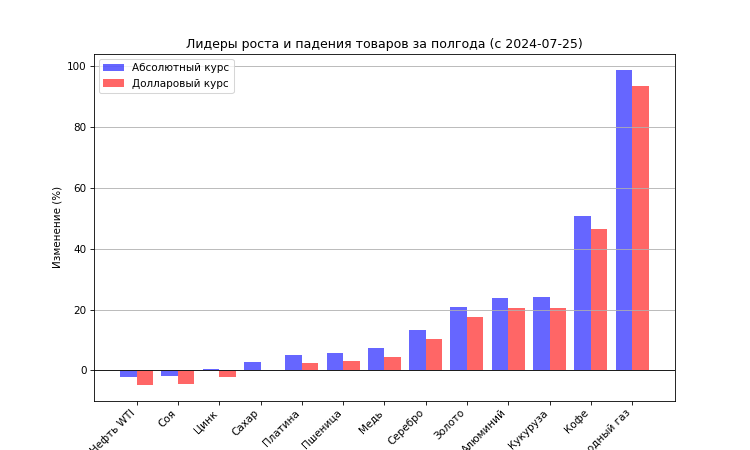 Лидеры роста и падения товаров за полгода (с 2024-07-25)
Абсолютный курс
Долларовый курс
Изменение (%)
100
80
60
40
20
0
Нефть WTI
Соя
Цинк
Сахар
Платина
Пшеница
Медь
Серебро
Золото
Алюминий
Кукуруза
Кофе
одный газ